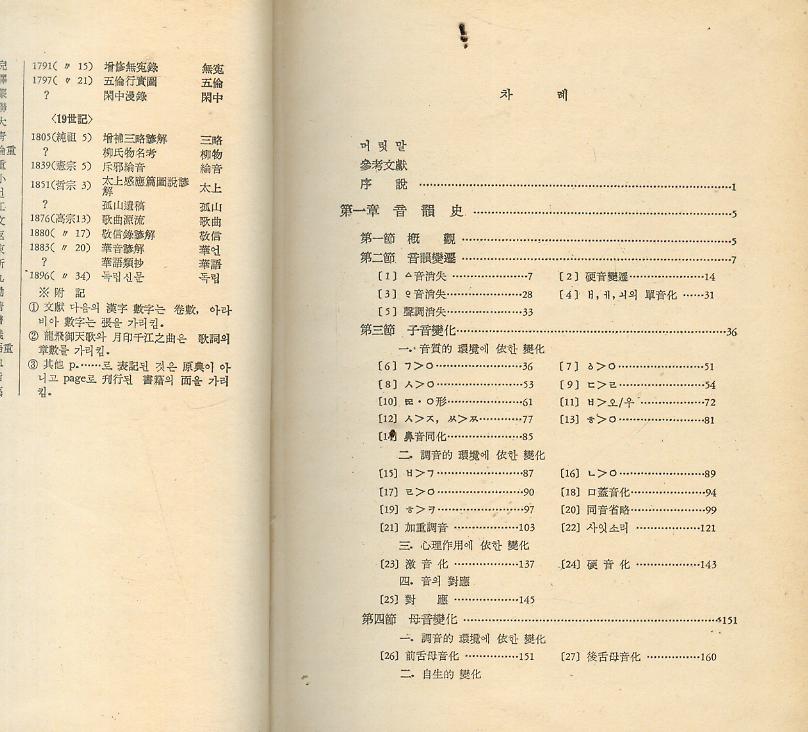 1791(〃 15) 增修無寃錄 無寃
1797(〃 21) 五倫行實圖 五倫
? 閑中漫錄 閑中
〈19世記〉
1805(純祖 5) 增補三略諺解 三略
? 柳氏物名考 柳物
1839(憲宗 5) 斥邪綸音 綸音
1851(哲宗 3) 太上感應篇圖說諺解 太上
? 孤山遺稿 孤山
1876(高宗13) 歌曲源流 歌曲
1880(〃 17) 敬信錄諺解 敬信
1883(〃 20) 華音諺解 華언
? 華語類抄 華語
1896(〃 34) 독립신문 독립
※ 附 記
① 文獻 다음의 漢字 數字는 卷數, 아라
비아 數字는 張을 가리킴.
② 龍飛御天歌와 月印千江之曲은 歌詞의
章數를 가리킴.
③ 其他 p.……로 表記된 것은 原典이 아
니고 page로 刊行된 書籍의 面을 가리
킴.
차 례
머릿말
參考文獻
序 說 ……1
第一章 音 韻 史 ……5
第一節 槪 觀 ……5
第二節 音韻變遷 ……7
[1] ㅿ音消失 ……7 [2] 硬音變遷 ……14
[3] ㆍ音消失 ……28 [4] ㅐ,ㅔ,ㅚ의 單音化 ……31
[5] 聲調消失 ……33
第三節 子音變化 ……36
一. 音質的 環境에 依한 變化
[6] ㄱ>ㅇ ……36 [7] ㆁ>ㅇ ……51
[8] ㅅ>ㅇ ……53 [9] ㄷ>ㄹ ……54
[10] ㅁ·ㅇ形 ……61 [11] ㅂ>오/우 ……72
[12] ㅅ>ㅈ, ㅆ>ㅉ ……77 [13] ㅎ>ㅇ ……81
[14] 鼻音同化 ……85
二. 調音的 環境에 依한 變化
[15] ㅂ>ㄱ ……87 [16] ㄴ>ㅇ ……89
[17] ㄹ>ㅇ ……90 [18] 口蓋音化 ……94
[19] ㅎ>ㅋ ……97 [20] 同音省略 ……99
[21] 加重調音 ……103 [22] 사잇소리 ……121
三. 心理作用에 依한 變化
[23] 激 音 化 ……137 [24] 硬 音 化 ……143
四. 音의 對應
[25] 對 應 ……145
第四節 母音變化 ……151
一. 調音的 環境에 依한 變化
[26] 前舌母音化 ……151 [27] 後舌母音化 ……160
二. 自生的 變化